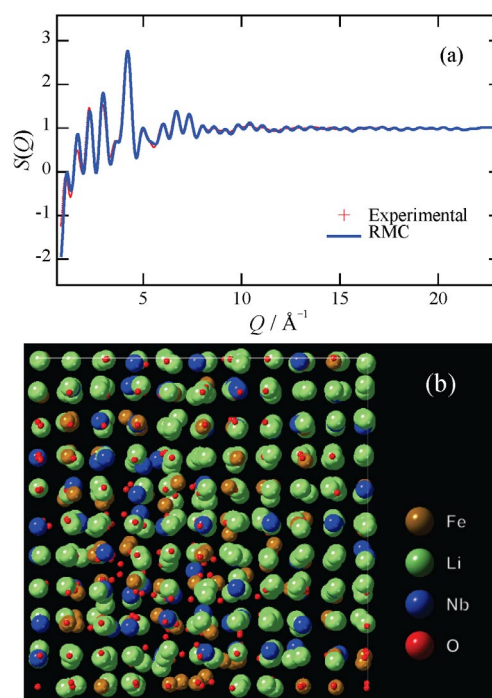 (a)
3
2
1
0
-1
-2
S(Q)
Experimental
RMC
5 10 15 20
Q / Å⁻¹
(b)
Fe
Li
Nb
O